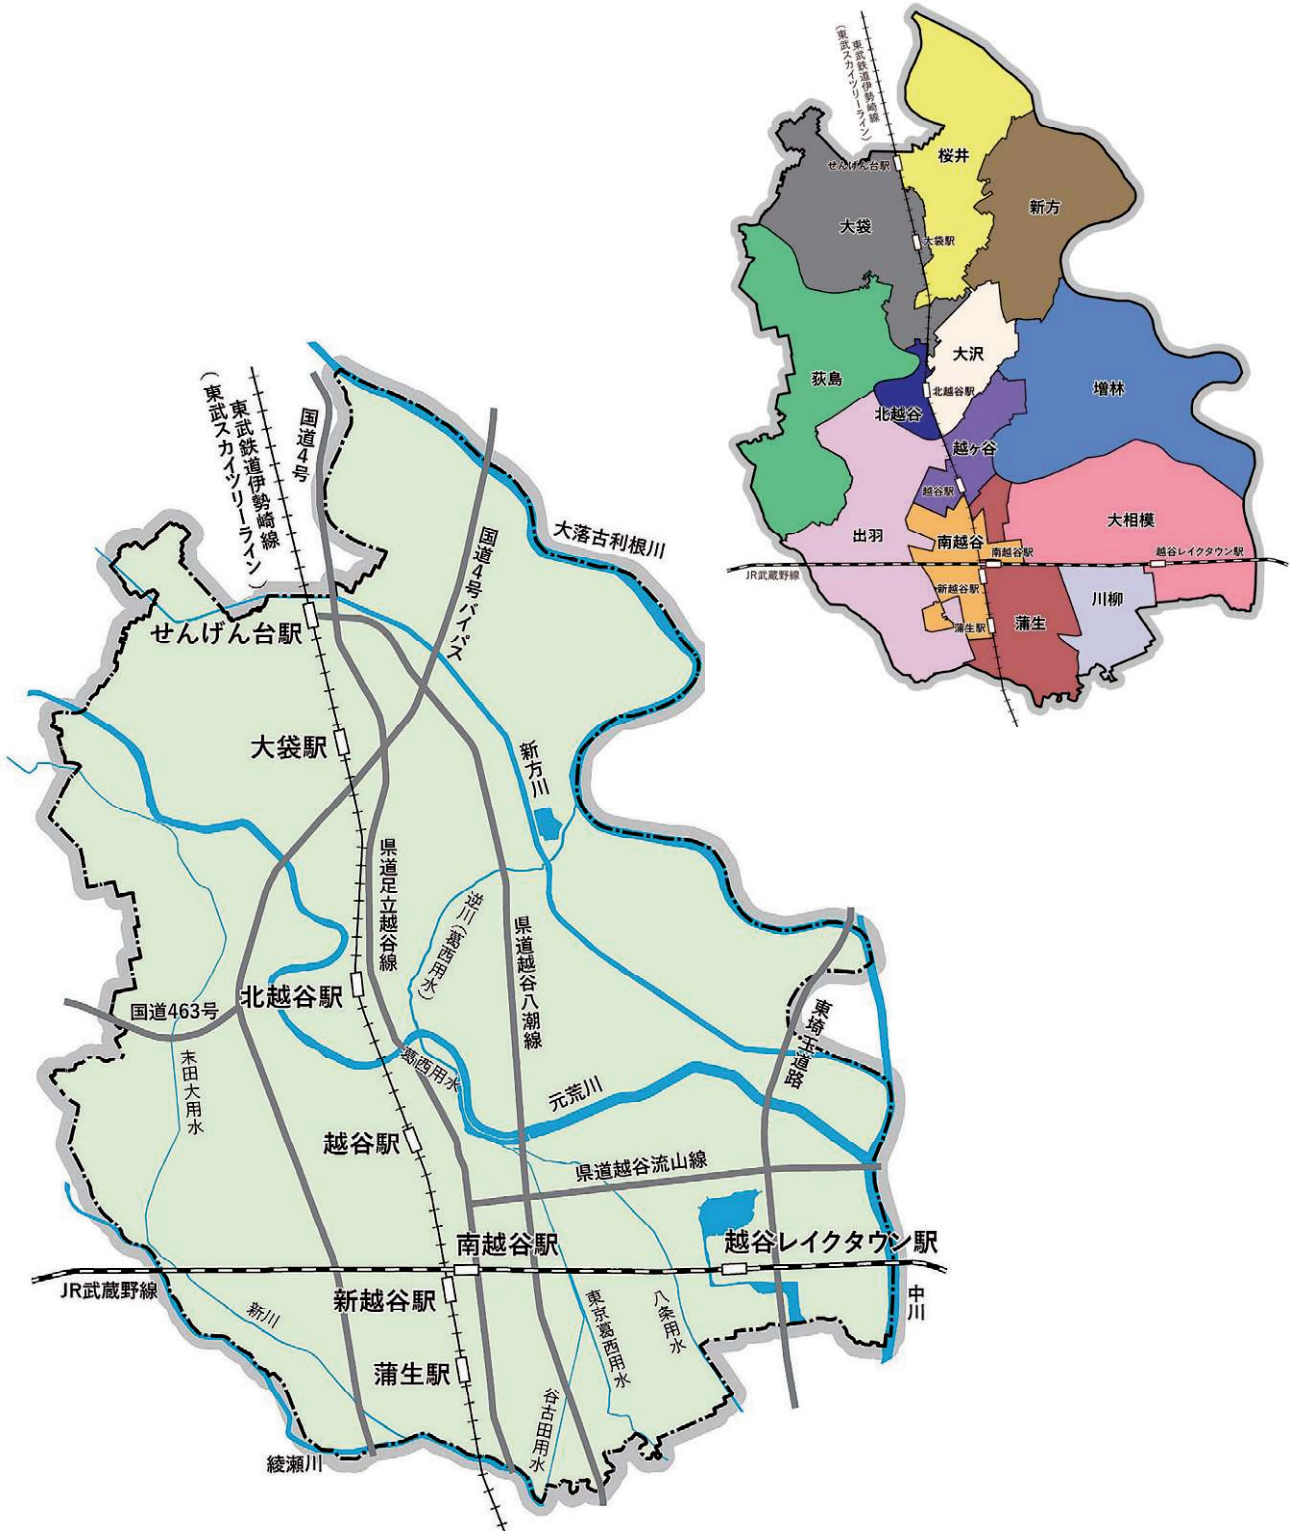 東武鉄道伊勢崎線
（東武スカイツリーライン）
せんげん台駅
桜井
新方
大袋
大袋駅
荻島
大沢
北越谷駅
北越谷
増林
越ヶ谷
越谷駅
大相模
出羽
南越谷
南越谷駅
越谷レイクタウン駅
JR武蔵野線
新越谷駅
川柳
蒲生駅
蒲生
東武鉄道伊勢崎線
（東武スカイツリーライン）
国道4号
国道4号バイパス
大落古利根川
せんげん台駅
大袋駅
新方川
県道足立越谷線
逆川（葛西用水）
県道越谷八潮線
北越谷駅
国道463号
東埼玉道路
末田大用水
葛西用水
元荒川
越谷駅
県道越谷流山線
南越谷駅
越谷レイクタウン駅
JR武蔵野線
新越谷駅
新川
東京葛西用水
八条用水
中川
蒲生駅
谷古田用水
綾瀬川